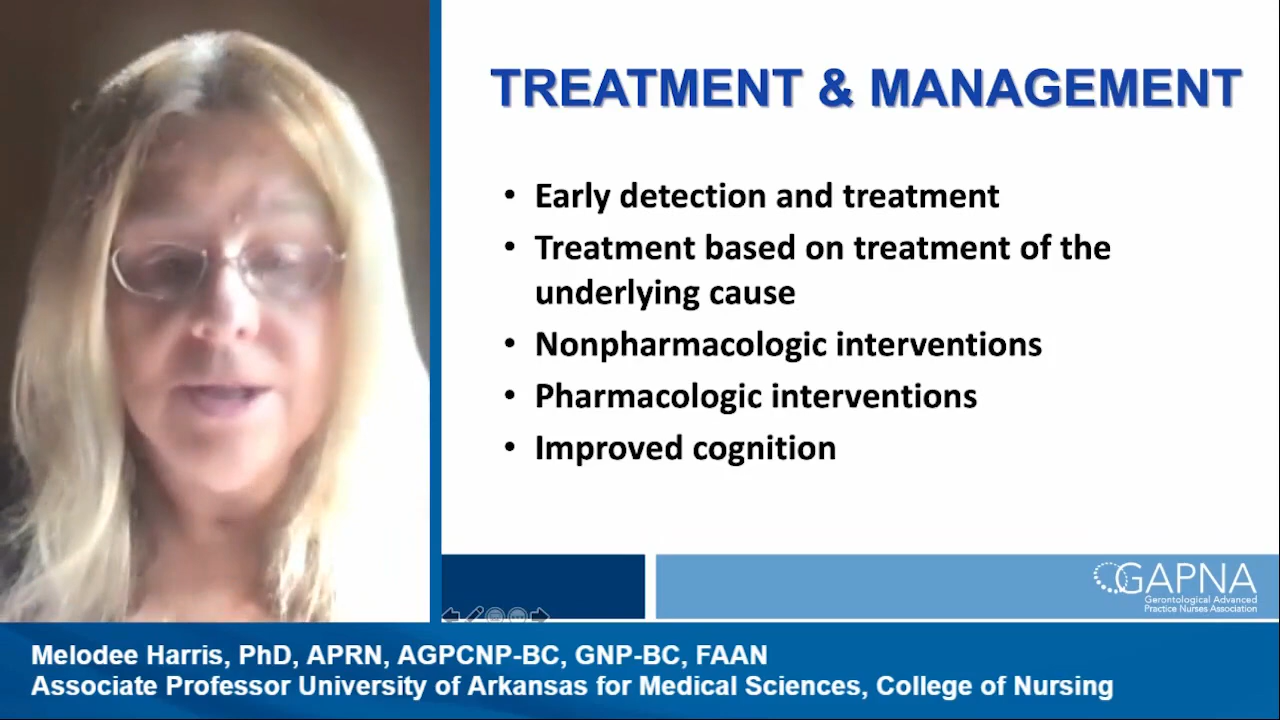 TREATMENT & MANAGEMENT
• Early detection and treatment
• Treatment based on treatment of the
underlying cause
• Nonpharmacologic interventions
• Pharmacologic interventions
• Improved cognition
GAPNA
Gerontological Advanced
Practice Nurses Association
Melodee Harris, PhD, APRN, AGPCNP-BC, GNP-BC, FAAN
Associate Professor University of Arkansas for Medical Sciences, College of Nursing